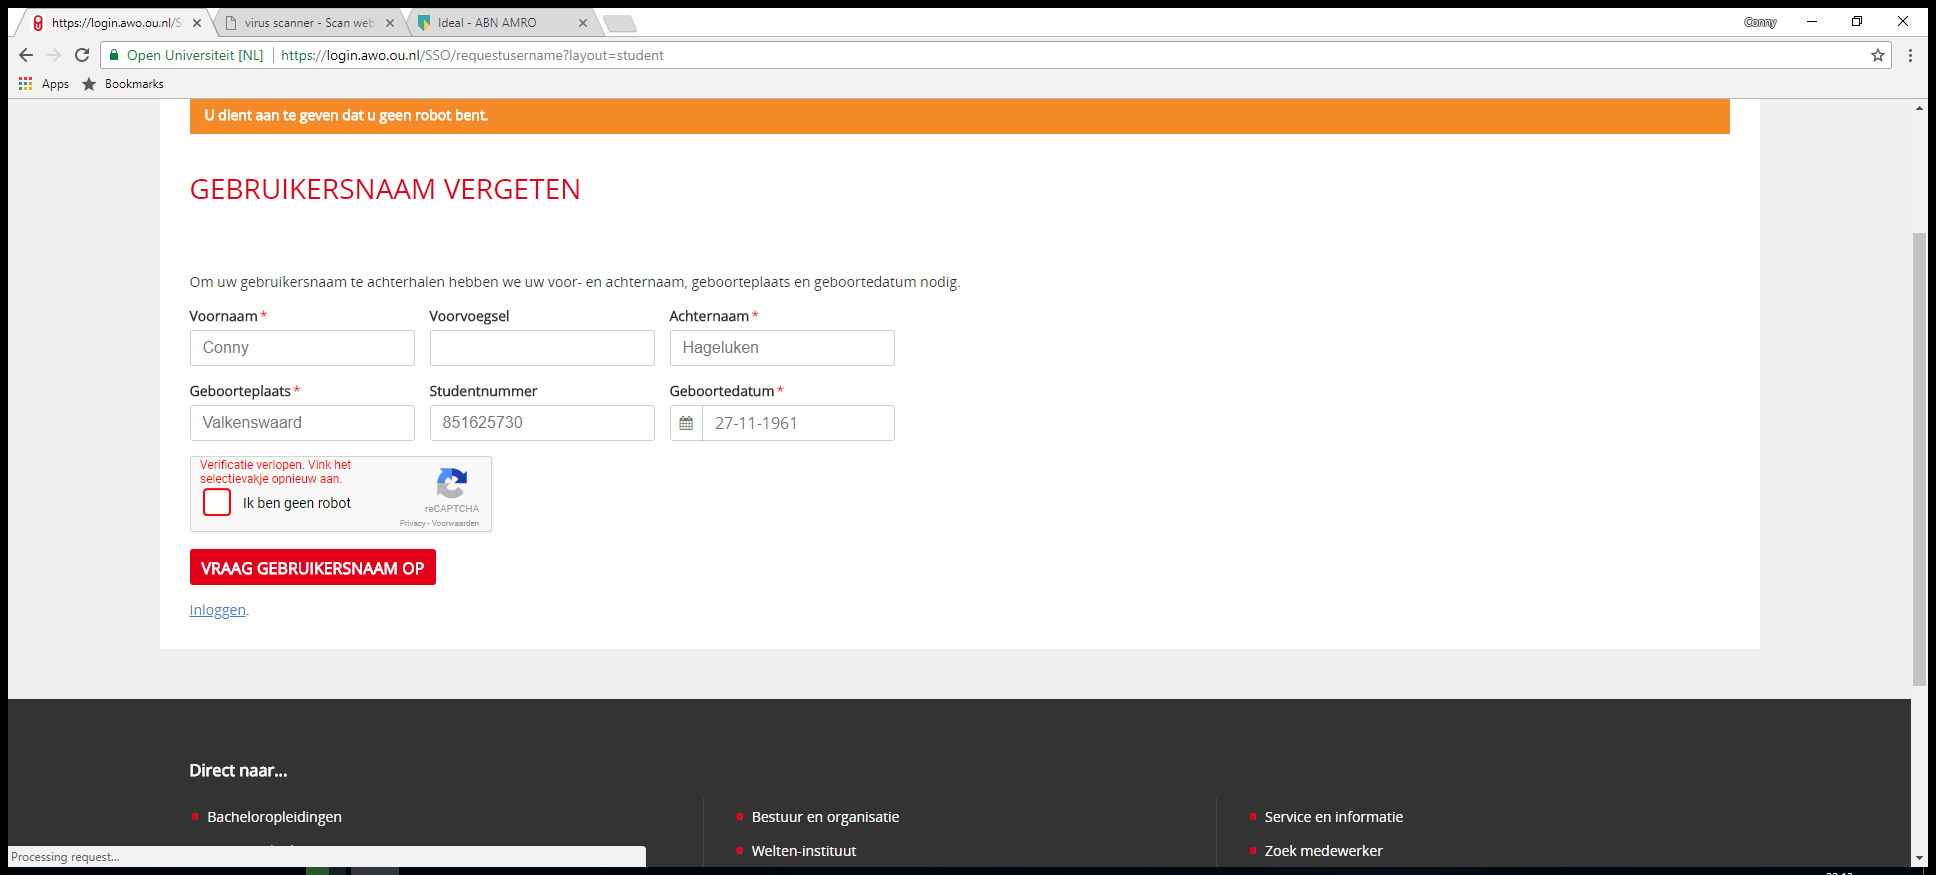 https://login.awo.ou.nl/S
virus scanner - Scan web
Ideal - ABN AMRO
Conny
Open Universiteit [NL]
https://login.awo.ou.nl/SSO/requestusername?layout=student
Apps
Bookmarks
U dient aan te geven dat u geen robot bent.
GEBRUIKERSNAAM VERGETEN
Om uw gebruikersnaam te achterhalen hebben we uw voor- en achternaam, geboorteplaats en geboortedatum nodig.
Voornaam * Voorvoegsel Achternaam *
Conny Hageluken
Geboorteplaats * Studentnummer Geboortedatum *
Valkenswaard 851625730 27-11-1961
Verificatie verlopen. Vink het
selectievakje opnieuw aan.
Ik ben geen robot
reCAPTCHA
Privacy - Voorwaarden
VRAAG GEBRUIKERSNAAM OP
Inloggen.
Direct naar...
Bacheloropleidingen Bestuur en organisatie Service en informatie
Welten-instituut Zoek medewerker
Processing request...